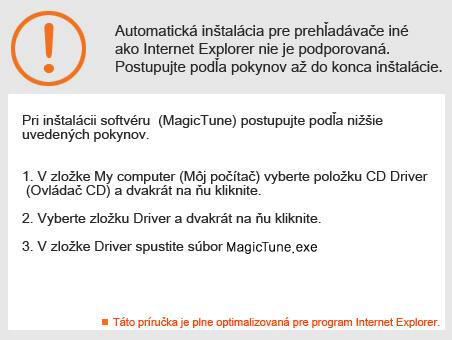 Automatická inštalácia pre prehĺadávače iné
ako Internet Explorer nie je podporovaná.
Postupujte podĺa pokynov až do konca inštalácie.
Pri inštalácii softvéru (MagicTune) postupujte podĺa nižšie
uvedených pokynov.
1. V zložke My computer (Môj počítač) vyberte položku CD Driver
(Ovládač CD) a dvakrát na ňu kliknite.
2. Vyberte zložku Driver a dvakrát na ňu kliknite.
3. V zložke Driver spustite súbor MagicTune.exe
Táto príručka je plne optimalizovaná pre program Internet Explorer.